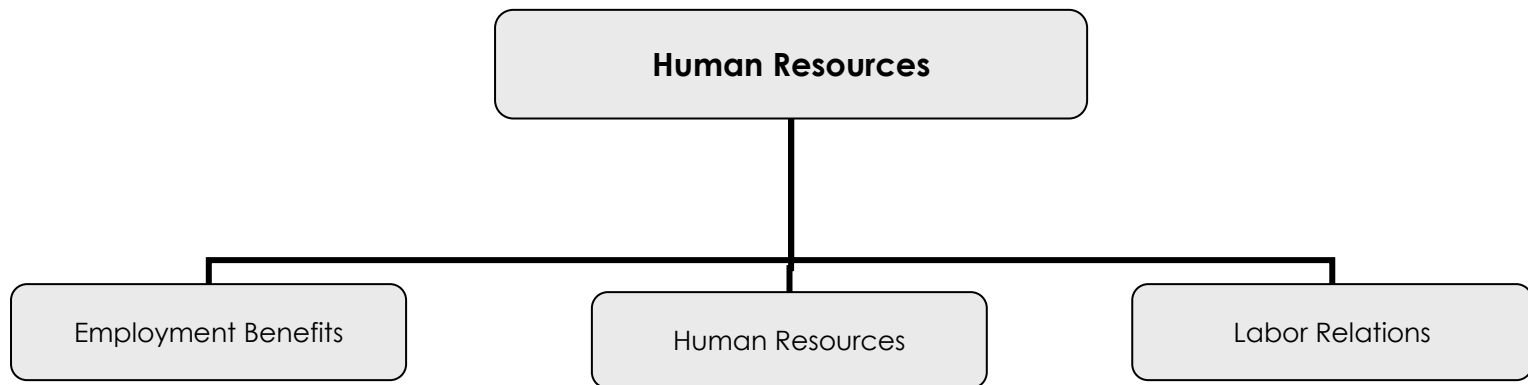 Human Resources
Employment Benefits
Human Resources
Labor Relations